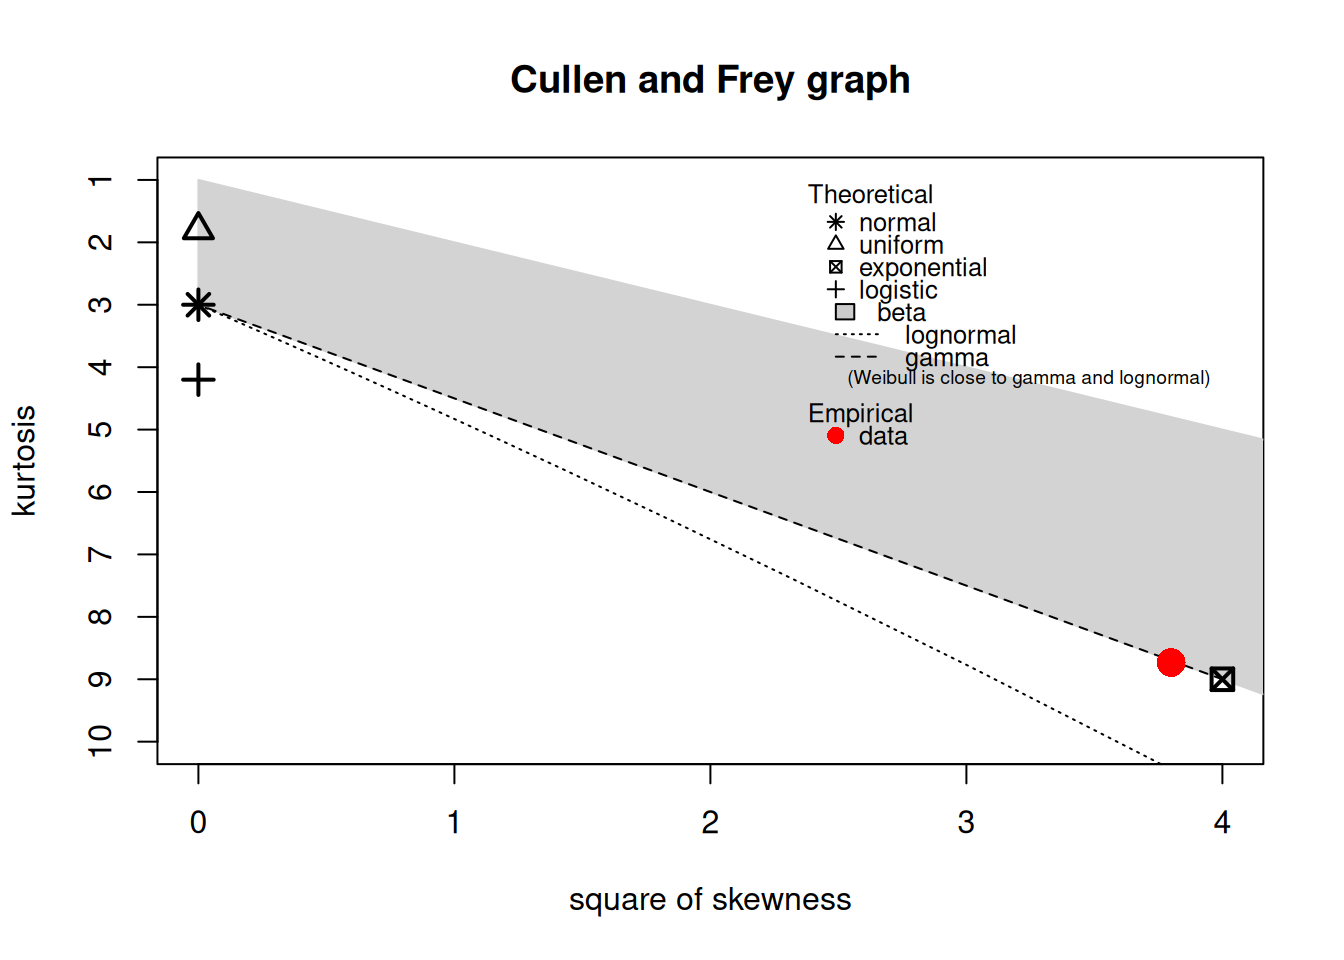 Cullen and Frey graph
kurtosis
1
2
3
4
5
6
7
8
9
10
Theoretical
normal
uniform
exponential
logistic
beta
lognormal
gamma
(Weibull is close to gamma and lognormal)
Empirical
data
0 1 2 3 4
square of skewness